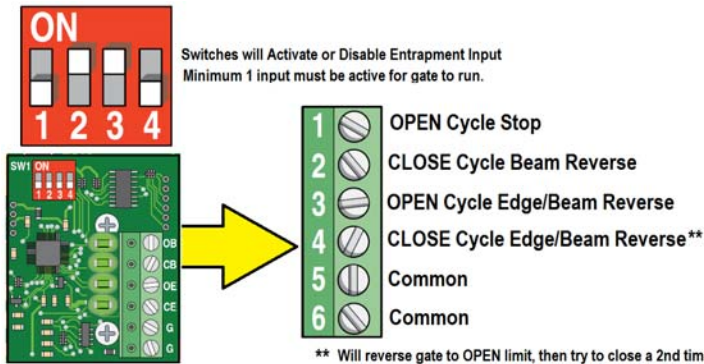 ON
1 2 3 4
Switches will Activate or Disable Entrapment Input
Minimum 1 input must be active for gate to run.
SW1 ON
1 2 3 4
OB
CB
OE
CE
G
G
1 OPEN Cycle Stop
2 CLOSE Cycle Beam Reverse
3 OPEN Cycle Edge/Beam Reverse
4 CLOSE Cycle Edge/Beam Reverse**
5 Common
6 Common
** Will reverse gate to OPEN limit, then try to close a 2nd tim